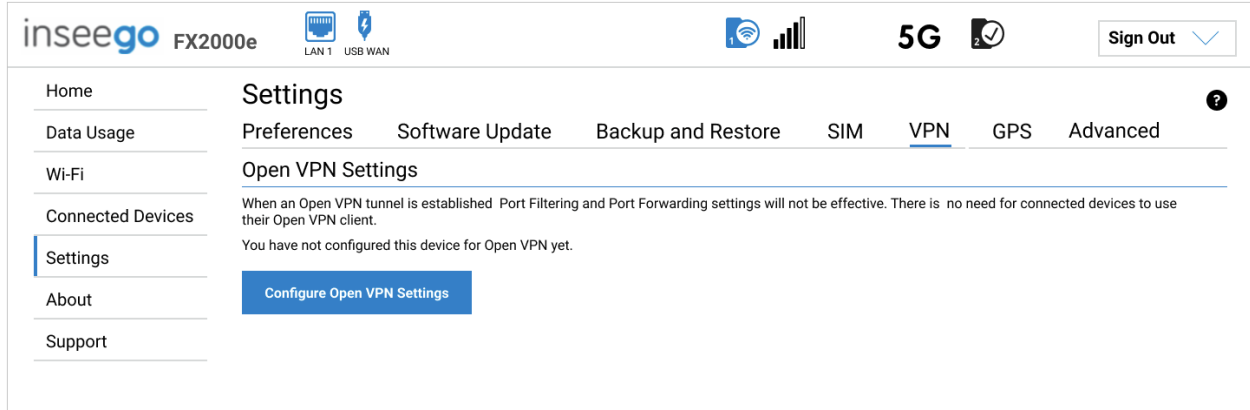 inseego FX2000e
LAN 1 USB WAN
1
5G
2
Sign Out
Home
Data Usage
Wi-Fi
Connected Devices
Settings
About
Support
Settings
?
Preferences Software Update Backup and Restore SIM VPN GPS Advanced
Open VPN Settings
When an Open VPN tunnel is established Port Filtering and Port Forwarding settings will not be effective. There is no need for connected devices to use
their Open VPN client.
You have not configured this device for Open VPN yet.
Configure Open VPN Settings